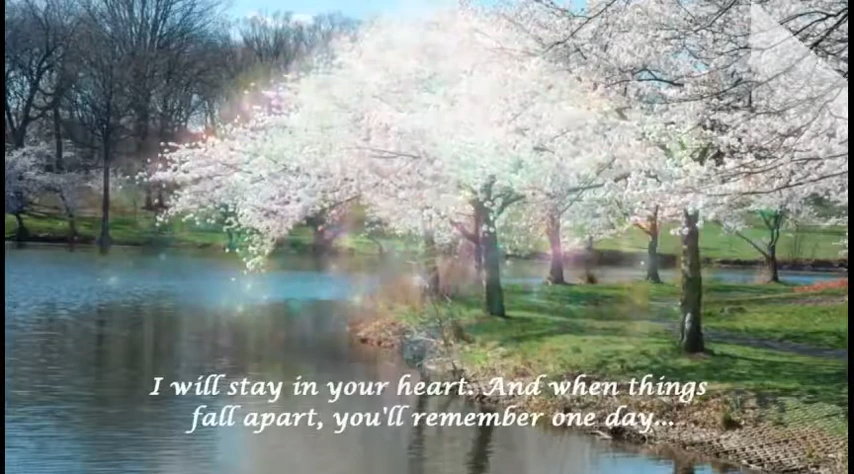 I will stay in your heart. And when things
fall apart, you'll remember one day...